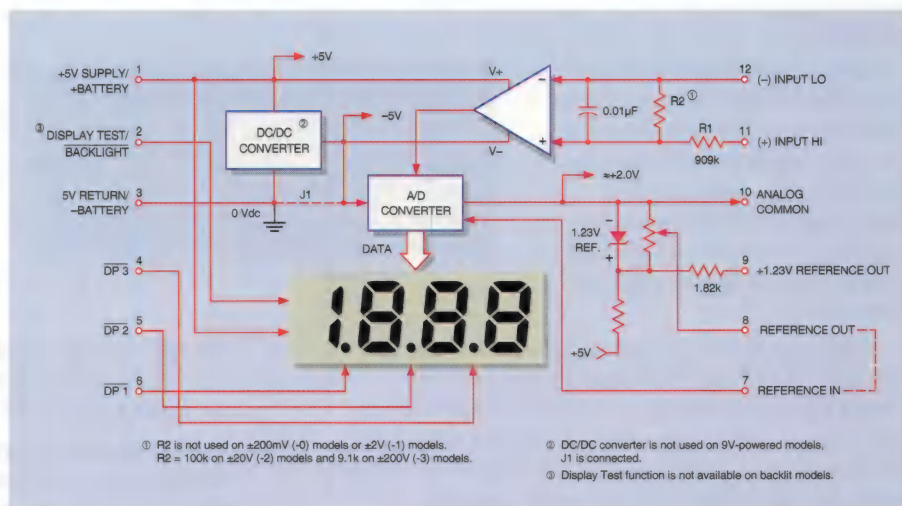 +5V
+5V SUPPLY/
+BATTERY
1
V+
12
(–) INPUT LO
③ DISPLAY TEST/
BACKLIGHT
2
DC/DC ②
CONVERTER
–5V
–
+
0.01µF
R2 ①
R1
909k
11
(+) INPUT HI
V–
5V RETURN/
–BATTERY
3
J1
0 Vdc
A/D
CONVERTER
≈+2.0V
10
ANALOG
COMMON
DATA
–
1.23V
REF.
+
DP 3
4
9
+1.23V REFERENCE OUT
1.82k
DP 2
5
1.8.8.8
8
REFERENCE OUT
+5V
DP 1
6
7
REFERENCE IN
① R2 is not used on ±200mV (-0) models or ±2V (-1) models.
R2 = 100k on ±20V (-2) models and 9.1k on ±200V (-3) models.
② DC/DC converter is not used on 9V-powered models,
J1 is connected.
③ Display Test function is not available on backlit models.